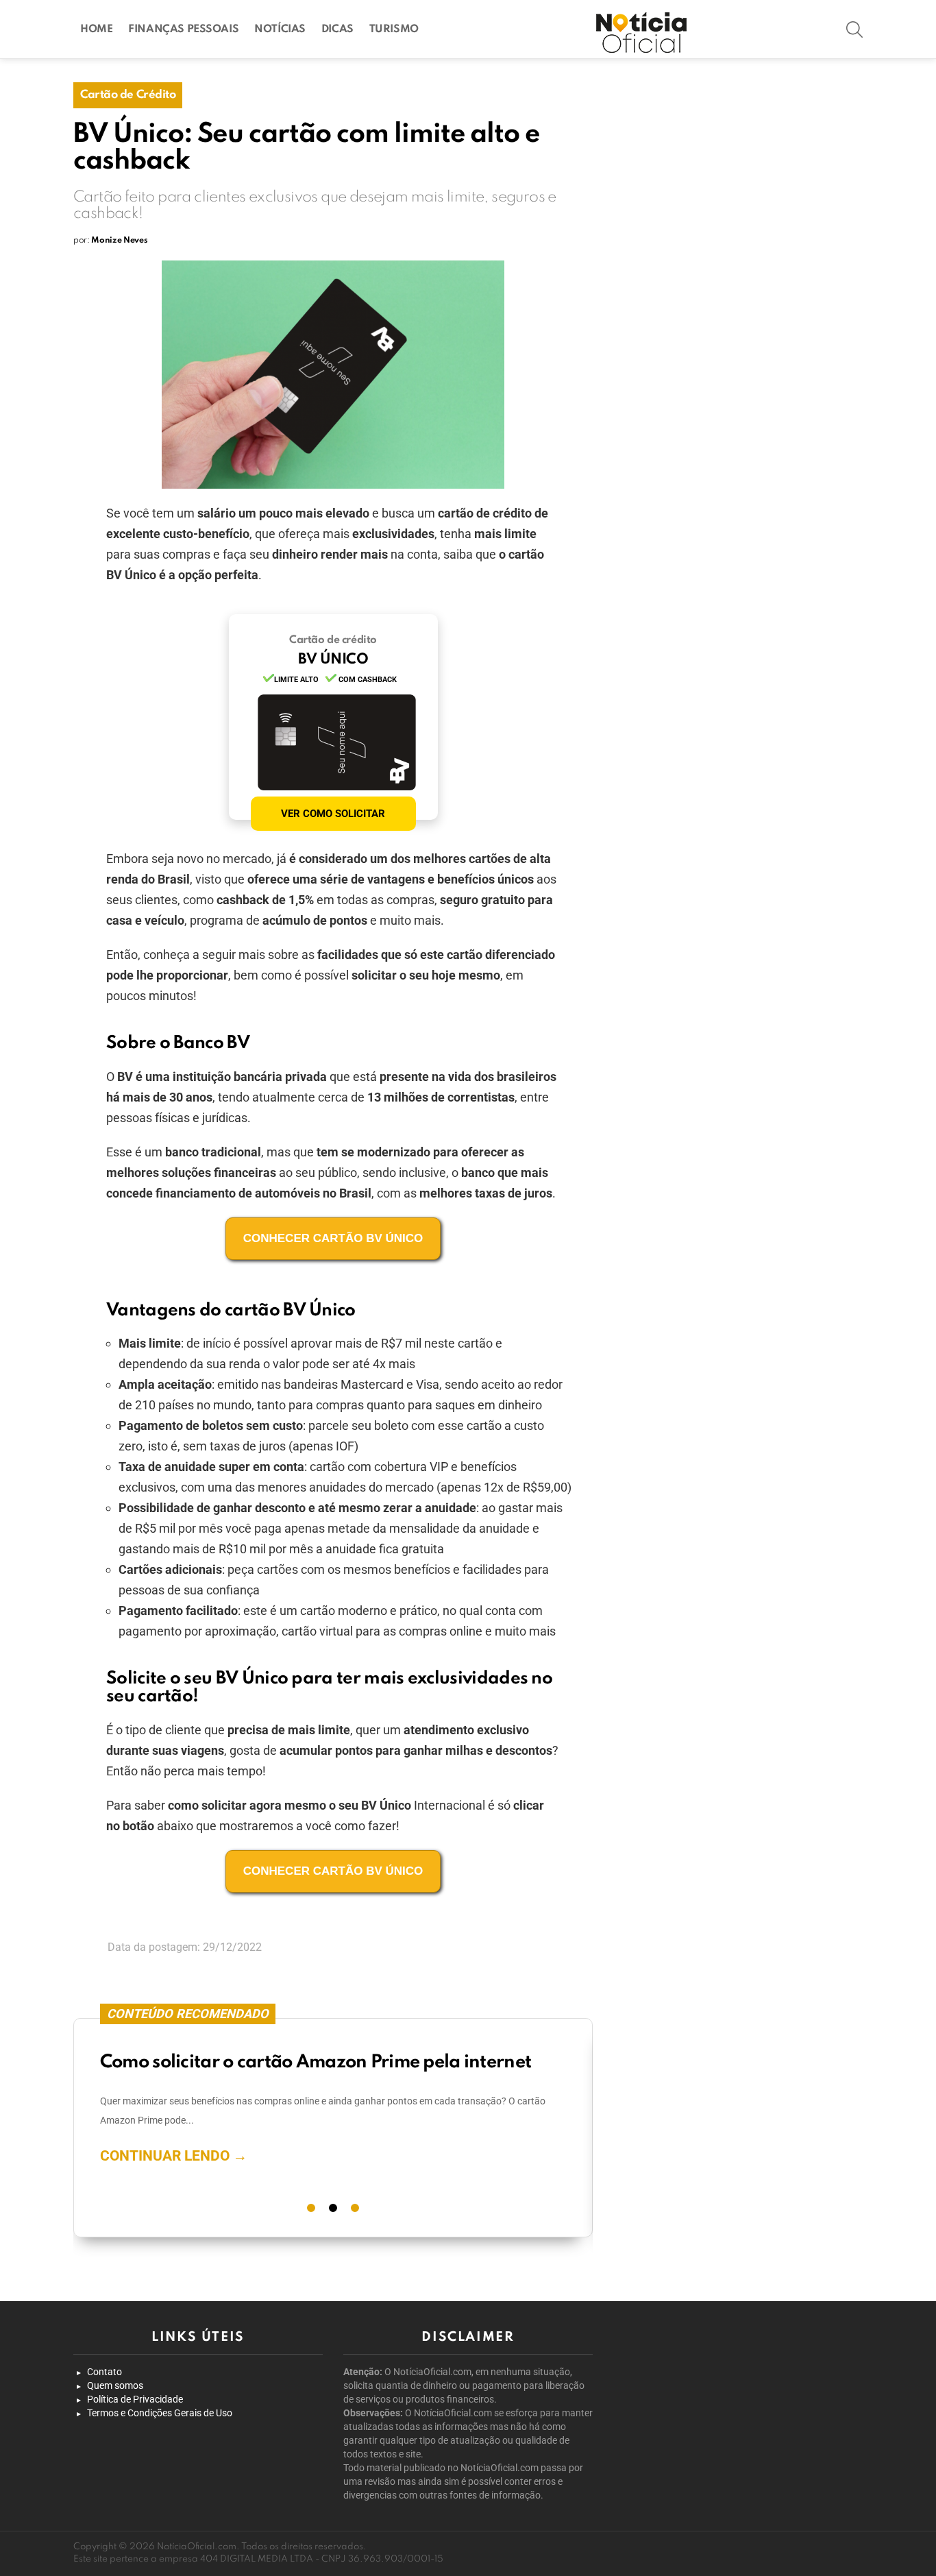 HOME FINANÇAS PESSOAIS NOTÍCIAS DICAS TURISMO
Notícia
Oficial
Cartão de Crédito
BV Único: Seu cartão com limite alto e
cashback
Cartão feito para clientes exclusivos que desejam mais limite, seguros e
cashback!
por: Monize Neves
BV
Seu nome aqui
Se você tem um salário um pouco mais elevado e busca um cartão de crédito de
excelente custo-benefício, que ofereça mais exclusividades, tenha mais limite
para suas compras e faça seu dinheiro render mais na conta, saiba que o cartão
BV Único é a opção perfeita.
Cartão de crédito
BV ÚNICO
LIMITE ALTO COM CASHBACK
Seu nome aqui
BV
VER COMO SOLICITAR
Embora seja novo no mercado, já é considerado um dos melhores cartões de alta
renda do Brasil, visto que oferece uma série de vantagens e benefícios únicos aos
seus clientes, como cashback de 1,5% em todas as compras, seguro gratuito para
casa e veículo, programa de acúmulo de pontos e muito mais.
Então, conheça a seguir mais sobre as facilidades que só este cartão diferenciado
pode lhe proporcionar, bem como é possível solicitar o seu hoje mesmo, em
poucos minutos!
Sobre o Banco BV
O BV é uma instituição bancária privada que está presente na vida dos brasileiros
há mais de 30 anos, tendo atualmente cerca de 13 milhões de correntistas, entre
pessoas físicas e jurídicas.
Esse é um banco tradicional, mas que tem se modernizado para oferecer as
melhores soluções financeiras ao seu público, sendo inclusive, o banco que mais
concede financiamento de automóveis no Brasil, com as melhores taxas de juros.
CONHECER CARTÃO BV ÚNICO
Vantagens do cartão BV Único
Mais limite: de início é possível aprovar mais de R$7 mil neste cartão e
dependendo da sua renda o valor pode ser até 4x mais
Ampla aceitação: emitido nas bandeiras Mastercard e Visa, sendo aceito ao redor
de 210 países no mundo, tanto para compras quanto para saques em dinheiro
Pagamento de boletos sem custo: parcele seu boleto com esse cartão a custo
zero, isto é, sem taxas de juros (apenas IOF)
Taxa de anuidade super em conta: cartão com cobertura VIP e benefícios
exclusivos, com uma das menores anuidades do mercado (apenas 12x de R$59,00)
Possibilidade de ganhar desconto e até mesmo zerar a anuidade: ao gastar mais
de R$5 mil por mês você paga apenas metade da mensalidade da anuidade e
gastando mais de R$10 mil por mês a anuidade fica gratuita
Cartões adicionais: peça cartões com os mesmos benefícios e facilidades para
pessoas de sua confiança
Pagamento facilitado: este é um cartão moderno e prático, no qual conta com
pagamento por aproximação, cartão virtual para as compras online e muito mais
Solicite o seu BV Único para ter mais exclusividades no
seu cartão!
É o tipo de cliente que precisa de mais limite, quer um atendimento exclusivo
durante suas viagens, gosta de acumular pontos para ganhar milhas e descontos?
Então não perca mais tempo!
Para saber como solicitar agora mesmo o seu BV Único Internacional é só clicar
no botão abaixo que mostraremos a você como fazer!
CONHECER CARTÃO BV ÚNICO
Data da postagem: 29/12/2022
CONTEÚDO RECOMENDADO
Como solicitar o cartão Amazon Prime pela internet
Quer maximizar seus benefícios nas compras online e ainda ganhar pontos em cada transação? O cartão
Amazon Prime pode...
CONTINUAR LENDO →
LINKS ÚTEIS
Contato
Quem somos
Política de Privacidade
Termos e Condições Gerais de Uso
DISCLAIMER
Atenção: O NotíciaOficial.com, em nenhuma situação,
solicita quantia de dinheiro ou pagamento para liberação
de serviços ou produtos financeiros.
Observações: O NotíciaOficial.com se esforça para manter
atualizadas todas as informações mas não há como
garantir qualquer tipo de atualização ou qualidade de
todos textos e site.
Todo material publicado no NotíciaOficial.com passa por
uma revisão mas ainda sim é possível conter erros e
divergencias com outras fontes de informação.
Copyright © 2026 NotíciaOficial.com. Todos os direitos reservados.
Este site pertence a empresa 404 DIGITAL MEDIA LTDA - CNPJ 36.963.903/0001-15